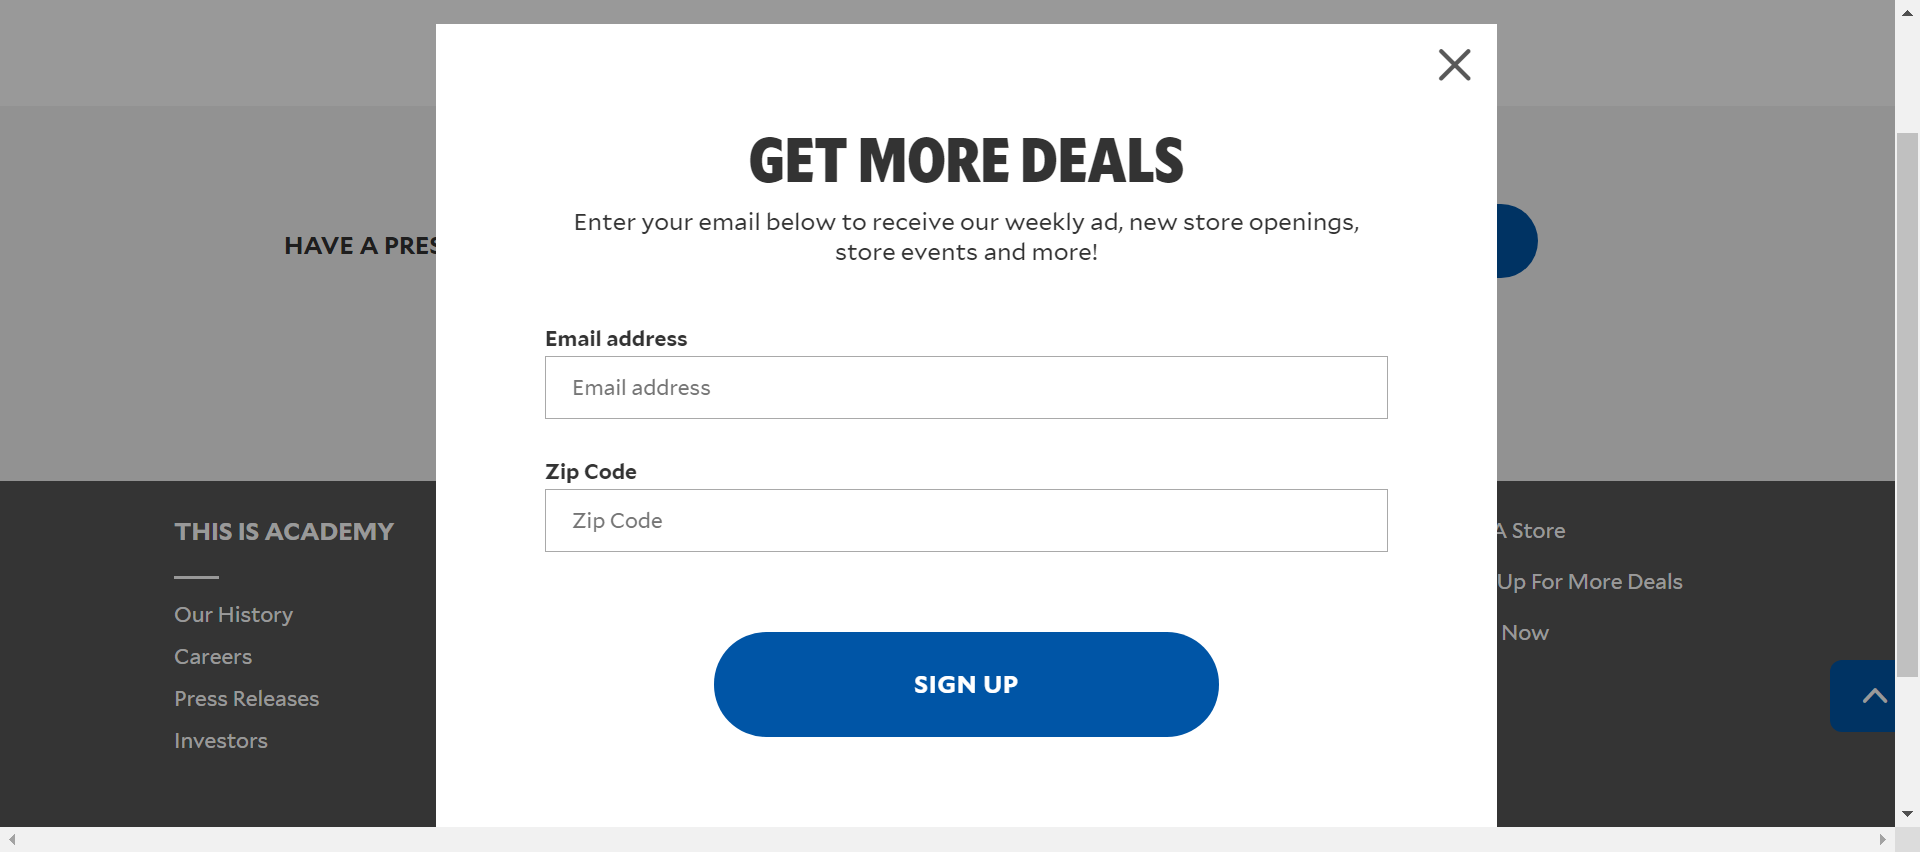 GET MORE DEALS
Enter your email below to receive our weekly ad, new store openings,
store events and more!
HAVE A PRES
Email address
Email address
Zip Code
Zip Code
SIGN UP
THIS IS ACADEMY
Our History
Careers
Press Releases
Investors
A Store
Up For More Deals
Now